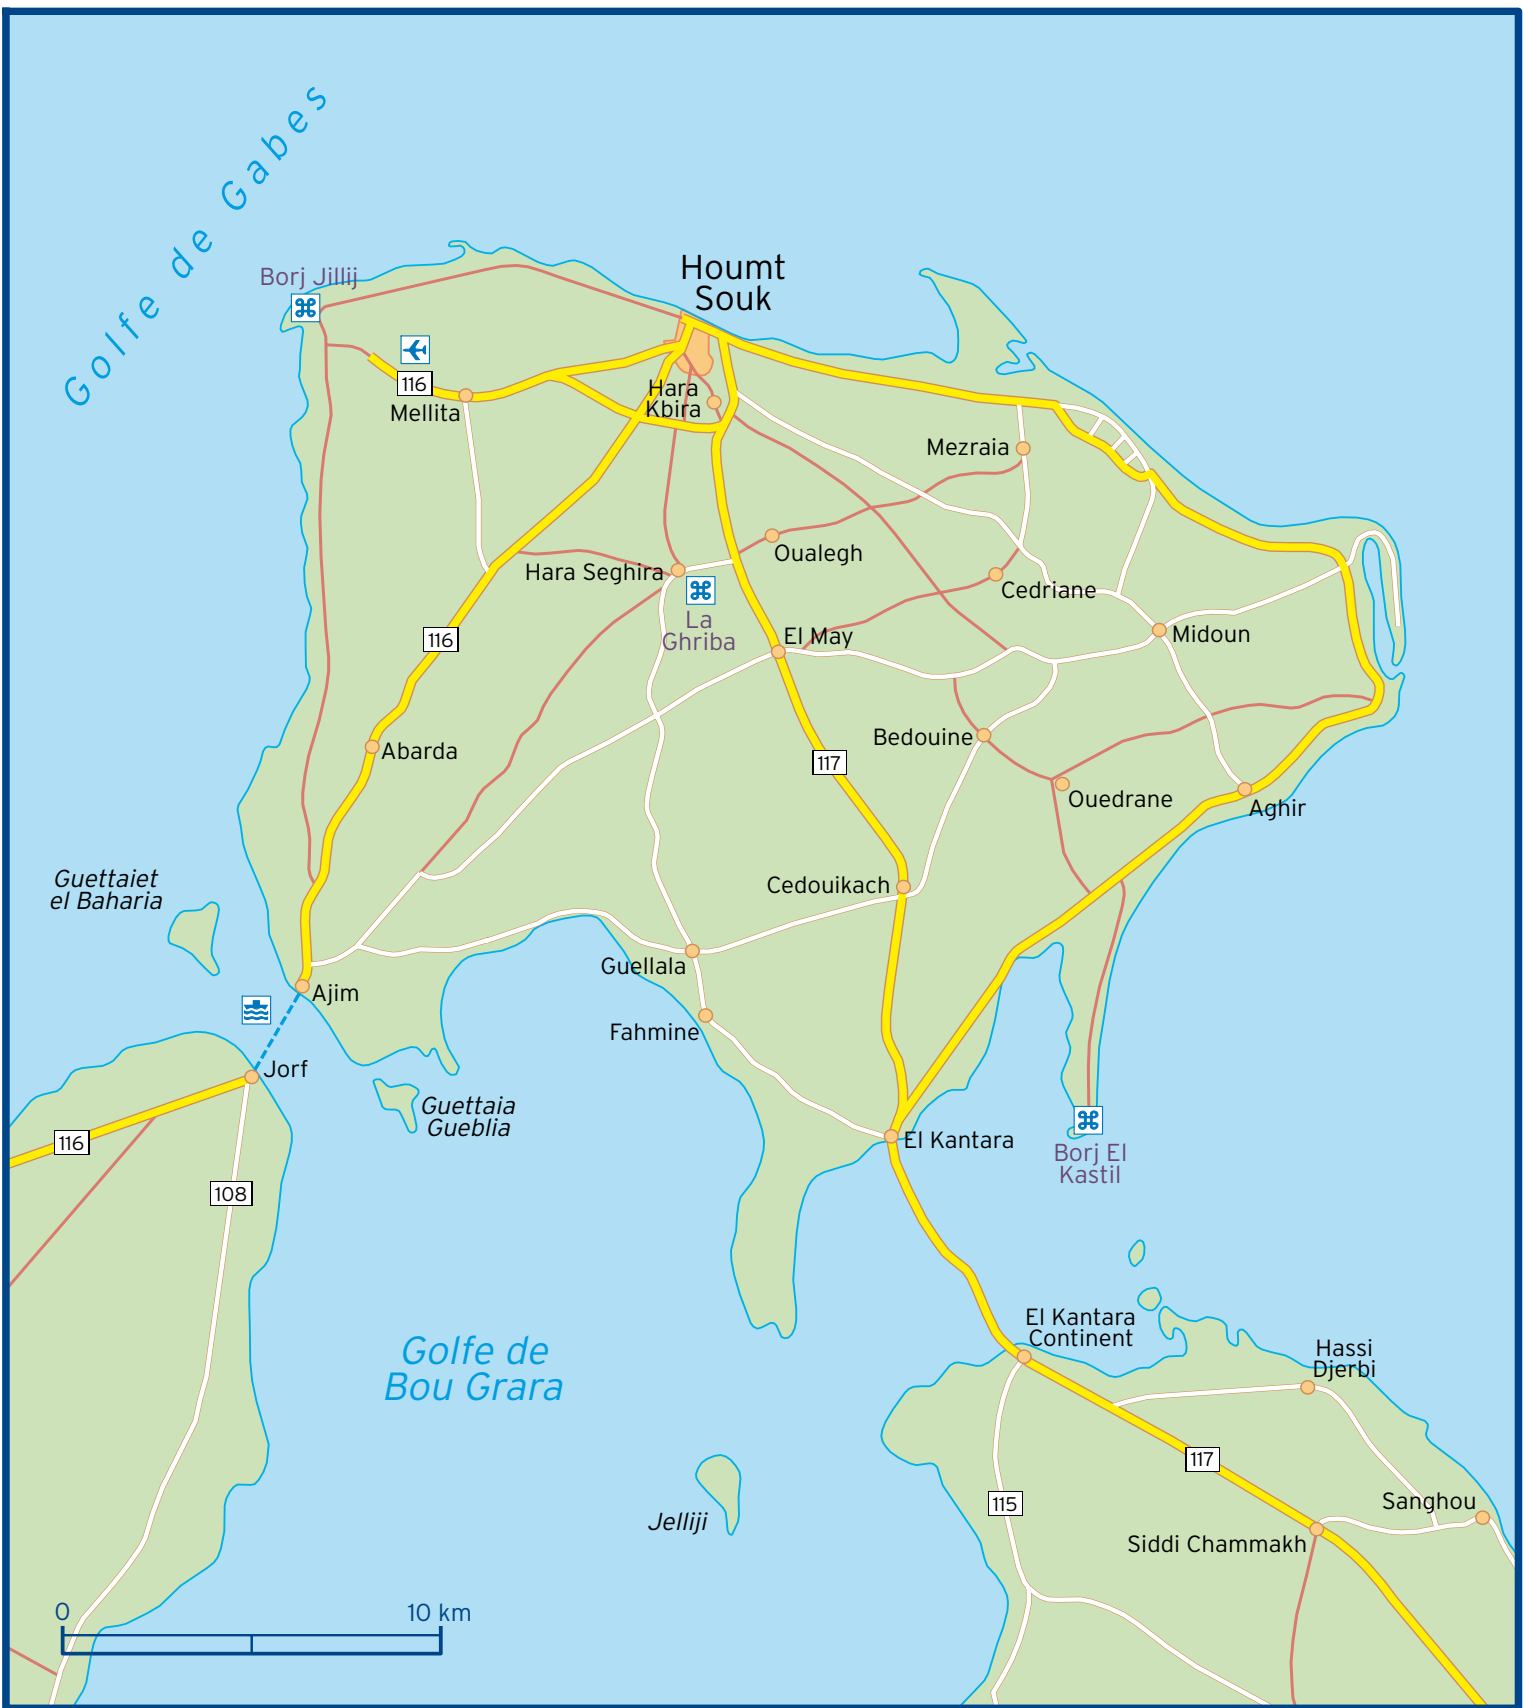 Golfe de Gabes
Borj Jillij
Houmt
Souk
116
Mellita
Hara
Kbira
Mezraia
Oualegh
Hara Seghira
Cedriane
La
Ghriba
El May
Midoun
116
Abarda
Bedouine
117
Ouedrane
Aghir
Guettaiet
el Baharia
Cedouikach
Guellala
Ajim
Fahmine
Jorf
Guettaia
Gueblia
116
El Kantara
Borj El
Kastil
108
El Kantara
Continent
Golfe de
Bou Grara
Hassi
Djerbi
117
115
Sanghou
Jelliji
Siddi Chammakh
0
10 km